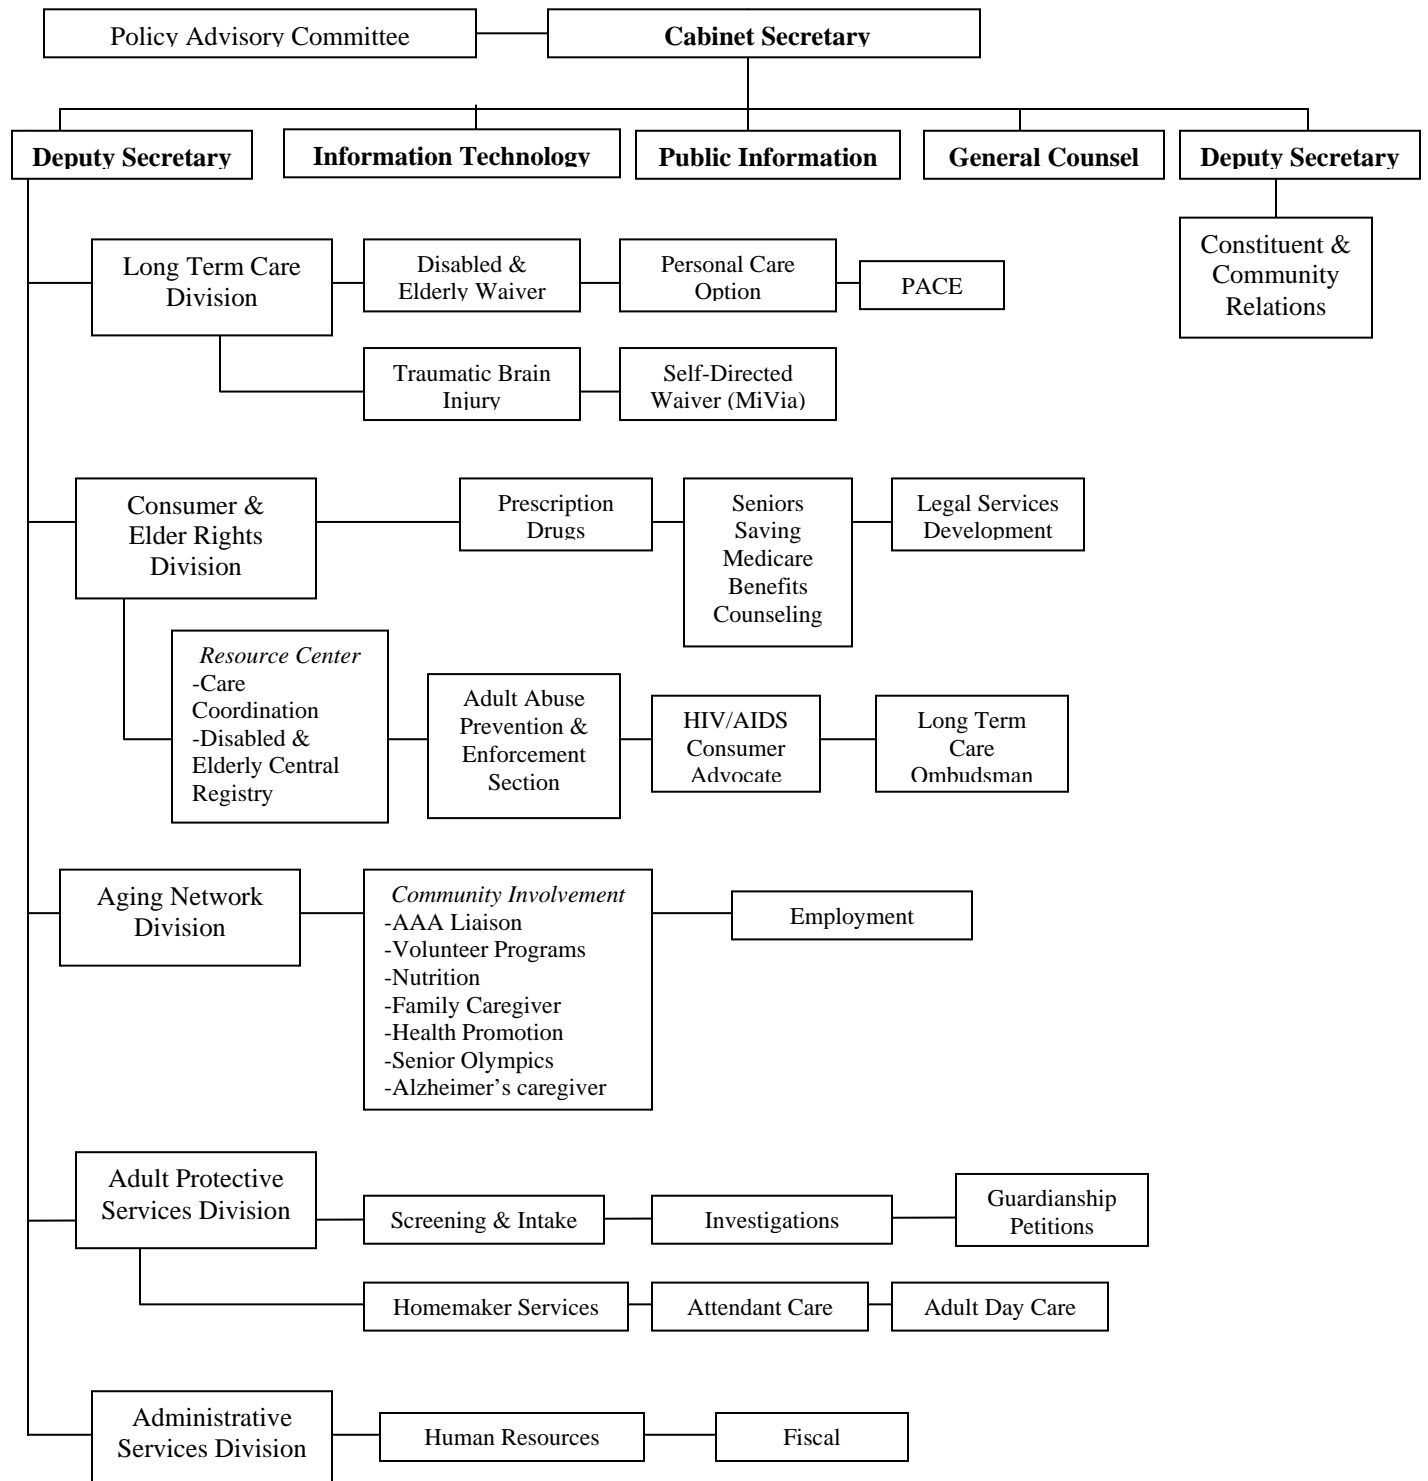 Policy Advisory Committee
Cabinet Secretary
Deputy Secretary
Information Technology
Public Information
General Counsel
Deputy Secretary
Constituent &
Community
Relations
Long Term Care
Division
Disabled &
Elderly Waiver
Personal Care
Option
PACE
Traumatic Brain
Injury
Self-Directed
Waiver (MiVia)
Consumer &
Elder Rights
Division
Prescription
Drugs
Seniors
Saving
Medicare
Benefits
Counseling
Legal Services
Development
Resource Center
-Care
Coordination
-Disabled &
Elderly Central
Registry
Adult Abuse
Prevention &
Enforcement
Section
HIV/AIDS
Consumer
Advocate
Long Term
Care
Ombudsman
Aging Network
Division
Community Involvement
-AAA Liaison
-Volunteer Programs
-Nutrition
-Family Caregiver
-Health Promotion
-Senior Olympics
-Alzheimer’s caregiver
Employment
Adult Protective
Services Division
Screening & Intake
Investigations
Guardianship
Petitions
Homemaker Services
Attendant Care
Adult Day Care
Administrative
Services Division
Human Resources
Fiscal